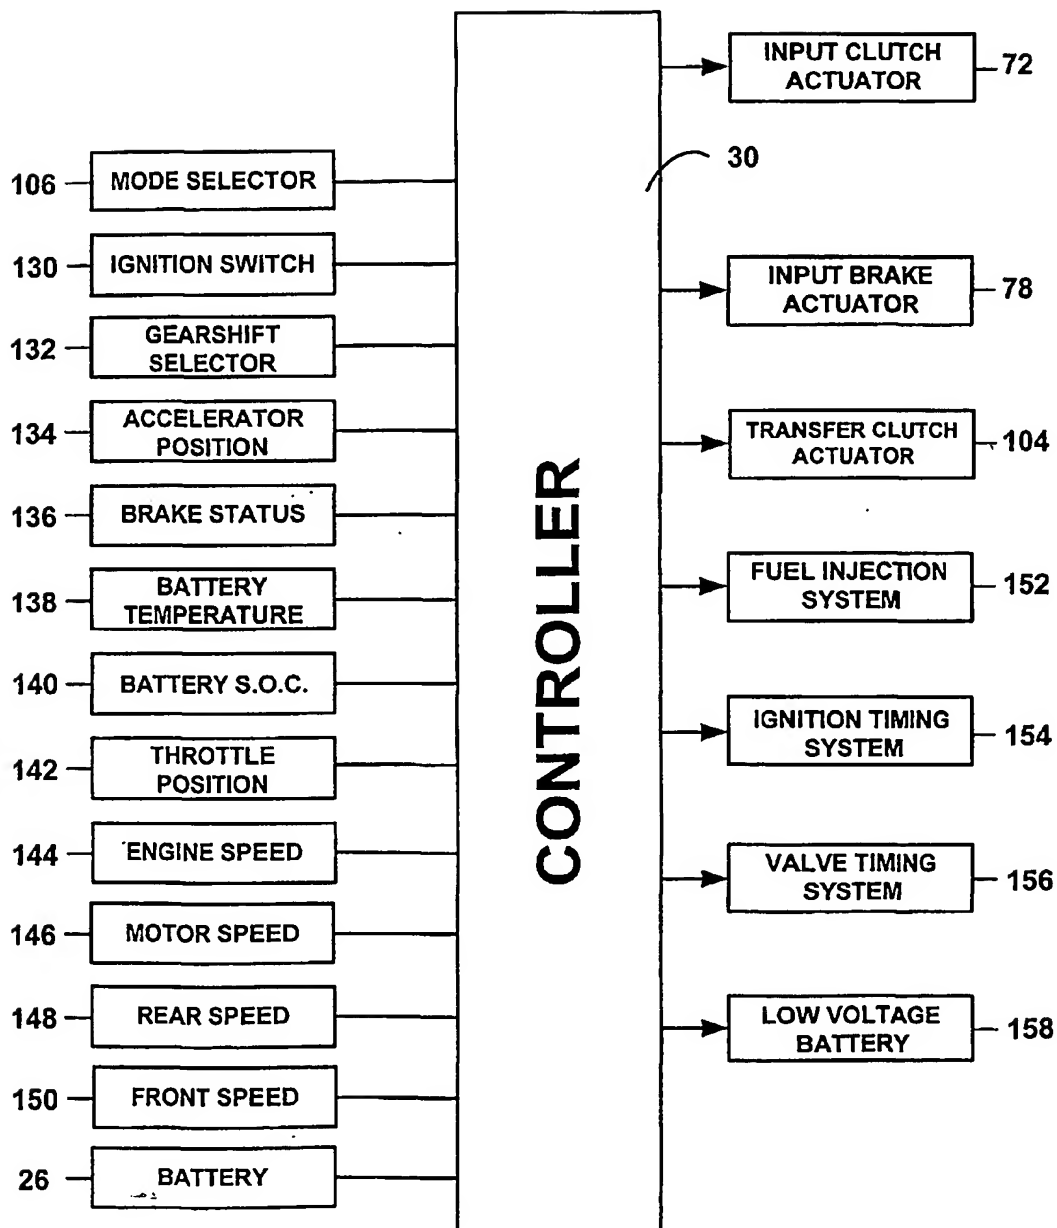 INPUT CLUTCH
ACTUATOR
72
30
106
MODE SELECTOR
130
IGNITION SWITCH
INPUT BRAKE
ACTUATOR
78
132
GEARSHIFT
SELECTOR
134
ACCELERATOR
POSITION
TRANSFER CLUTCH
ACTUATOR
104
136
BRAKE STATUS
CONTROLLER
138
BATTERY
TEMPERATURE
FUEL INJECTION
SYSTEM
152
140
BATTERY S.O.C.
142
THROTTLE
POSITION
IGNITION TIMING
SYSTEM
154
144
ENGINE SPEED
VALVE TIMING
SYSTEM
156
146
MOTOR SPEED
148
REAR SPEED
LOW VOLTAGE
BATTERY
158
150
FRONT SPEED
26
BATTERY